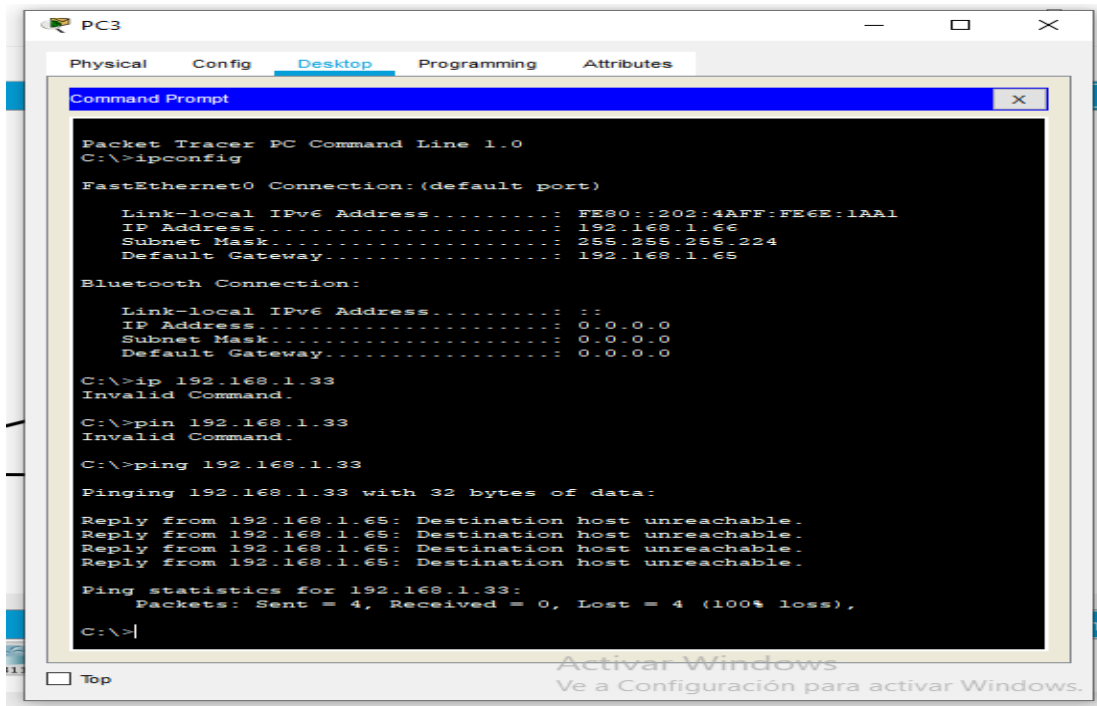 PC3
Physical Config Desktop Programming Attributes
Command Prompt X
Packet Tracer PC Command Line 1.0
C:\>ipconfig
FastEthernet0 Connection:(default port)
Link-local IPv6 Address.........: FE80::202:4AFF:FE6E:1AA1
IP Address......................: 192.168.1.66
Subnet Mask.....................: 255.255.255.224
Default Gateway.................: 192.168.1.65
Bluetooth Connection:
Link-local IPv6 Address.........: ::
IP Address......................: 0.0.0.0
Subnet Mask.....................: 0.0.0.0
Default Gateway.................: 0.0.0.0
C:\>ip 192.168.1.33
Invalid Command.
C:\>pin 192.168.1.33
Invalid Command.
C:\>ping 192.168.1.33
Pinging 192.168.1.33 with 32 bytes of data:
Reply from 192.168.1.65: Destination host unreachable.
Reply from 192.168.1.65: Destination host unreachable.
Reply from 192.168.1.65: Destination host unreachable.
Reply from 192.168.1.65: Destination host unreachable.
Ping statistics for 192.168.1.33:
Packets: Sent = 4, Received = 0, Lost = 4 (100% loss),
C:\>
Top
Activar Windows
Ve a Configuración para activar Windows.